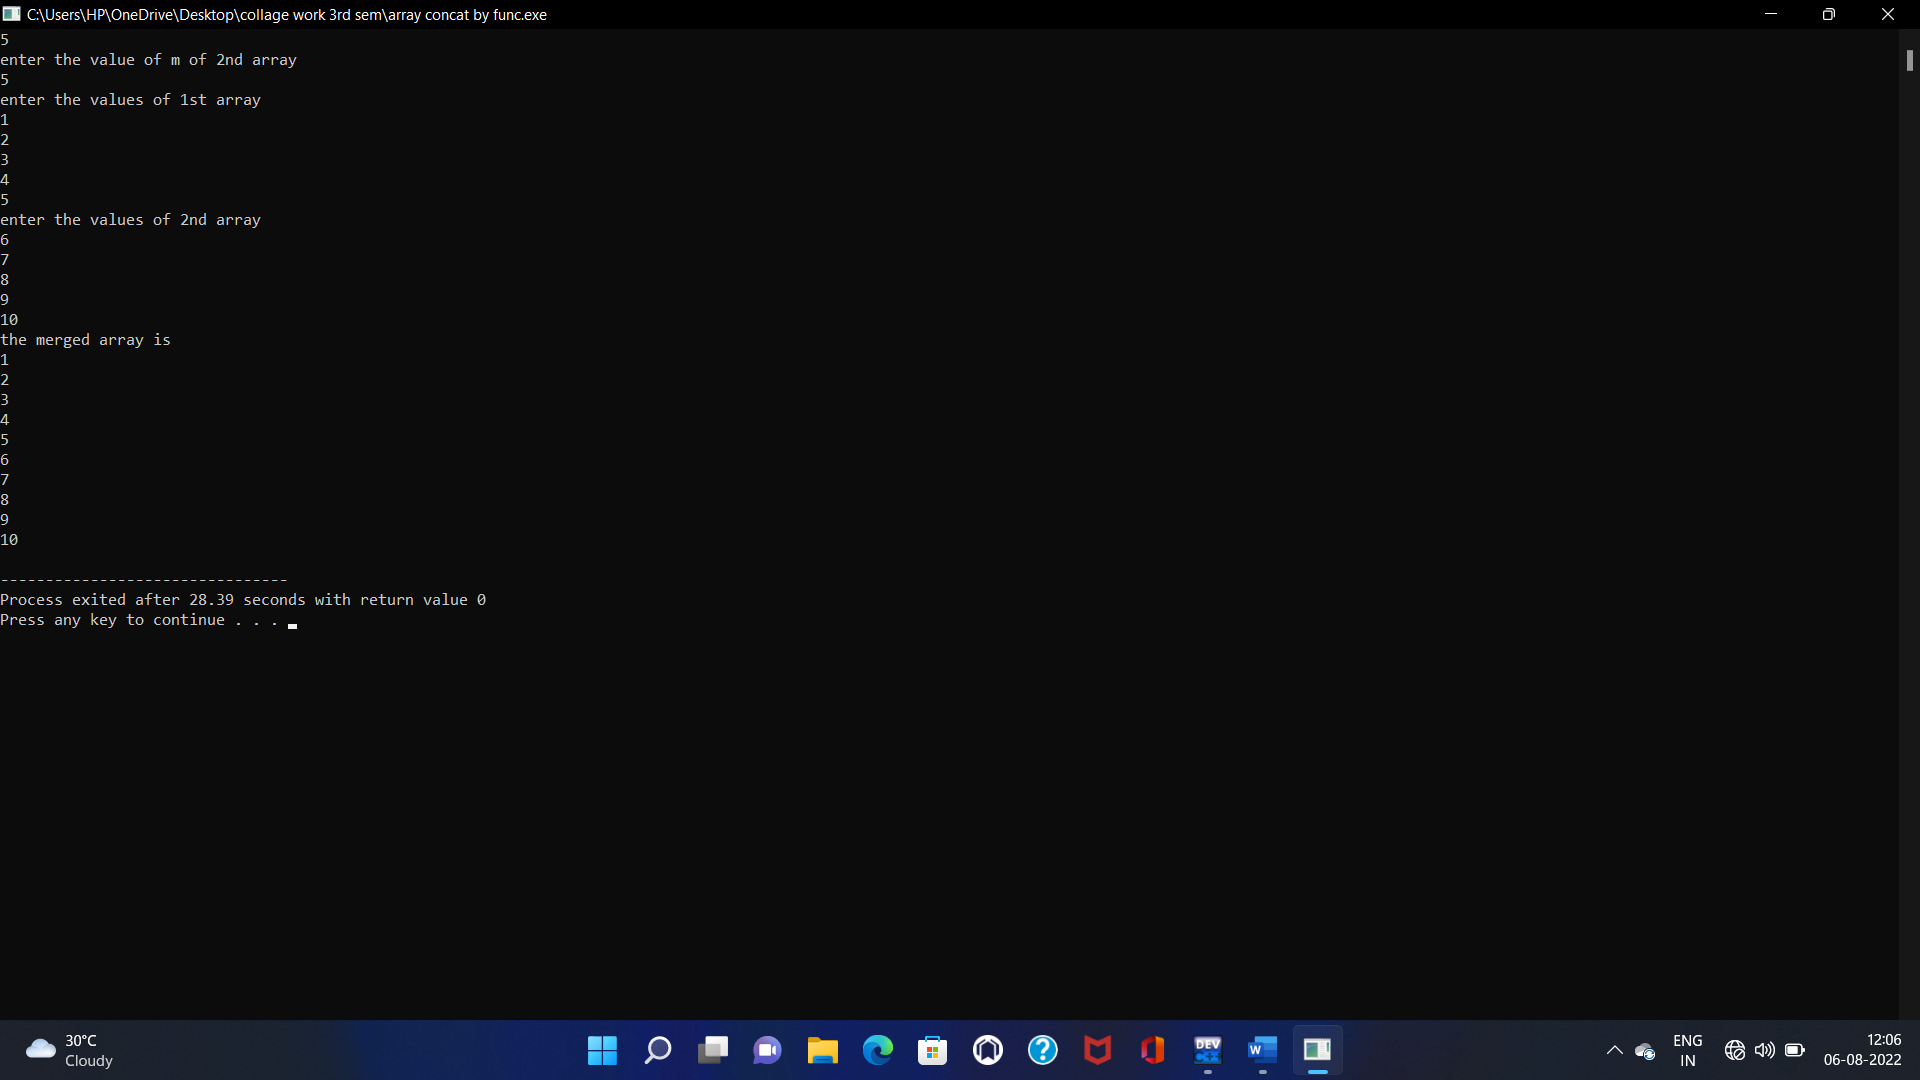 C:\Users\HP\OneDrive\Desktop\collage work 3rd sem\array concat by func.exe
5
enter the value of m of 2nd array
5
enter the values of 1st array
1
2
3
4
5
enter the values of 2nd array
6
7
8
9
10
the merged array is
1
2
3
4
5
6
7
8
9
10
--------------------------------
Process exited after 28.39 seconds with return value 0
Press any key to continue . . .
30°C
Cloudy
DEV
C++
W
ENG
IN
12:06
06-08-2022